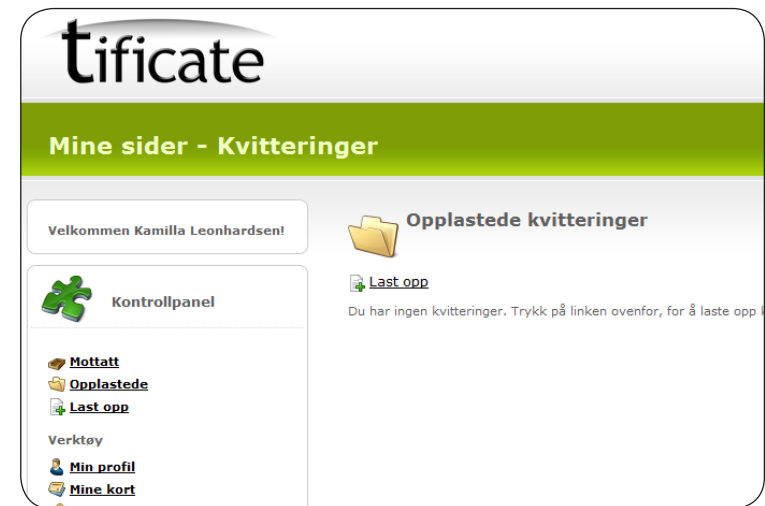 tificate
Mine sider - Kvitteringer
Velkommen Kamilla Leonhardsen!
Kontrollpanel
Mottatt
Opplastede
Last opp
Verktøy
Min profil
Mine kort
Opplastede kvitteringer
Last opp
Du har ingen kvitteringer. Trykk på linken ovenfor, for å laste opp